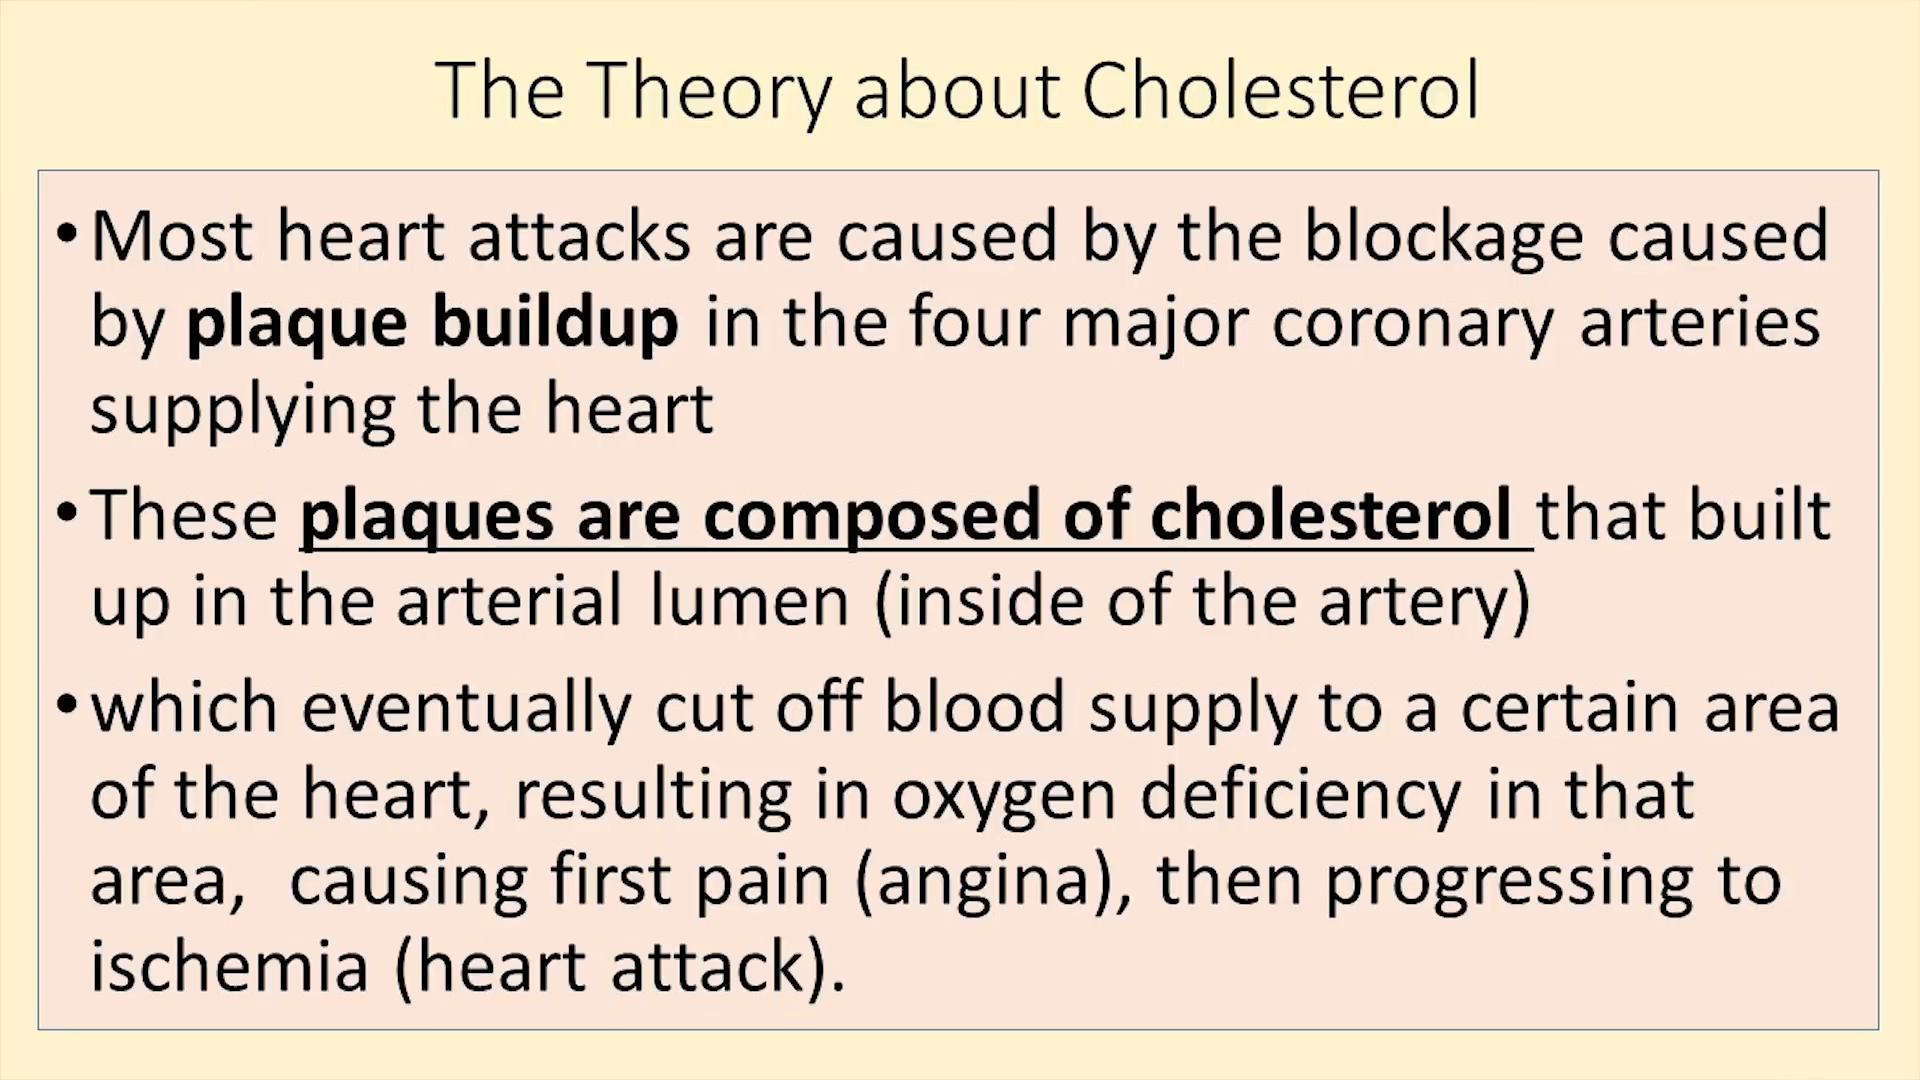 The Theory about Cholesterol
• Most heart attacks are caused by the blockage caused
by plaque buildup in the four major coronary arteries
supplying the heart
• These plaques are composed of cholesterol that built
up in the arterial lumen (inside of the artery)
• which eventually cut off blood supply to a certain area
of the heart, resulting in oxygen deficiency in that
area,  causing first pain (angina), then progressing to
ischemia (heart attack).